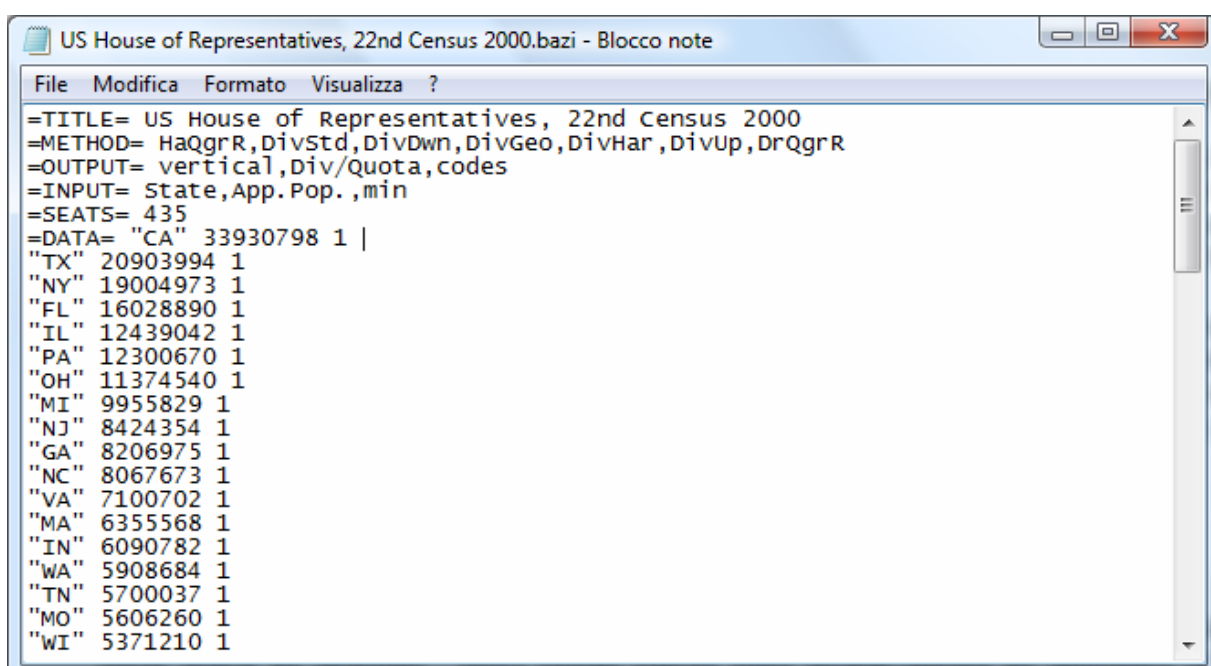 US House of Representatives, 22nd Census 2000.bazi - Blocco note
File Modifica Formato Visualizza ?
=TITLE= US House of Representatives, 22nd Census 2000
=METHOD= HaQgrR,DivStd,DivDwn,DivGeo,DivHar,DivUp,DrQgrR
=OUTPUT= vertical,Div/Quota,codes
=INPUT= State,App.Pop.,min
=SEATS= 435
=DATA= "CA" 33930798 1
"TX" 20903994 1
"NY" 19004973 1
"FL" 16028890 1
"IL" 12439042 1
"PA" 12300670 1
"OH" 11374540 1
"MI" 9955829 1
"NJ" 8424354 1
"GA" 8206975 1
"NC" 8067673 1
"VA" 7100702 1
"MA" 6355568 1
"IN" 6090782 1
"WA" 5908684 1
"TN" 5700037 1
"MO" 5606260 1
"WI" 5371210 1